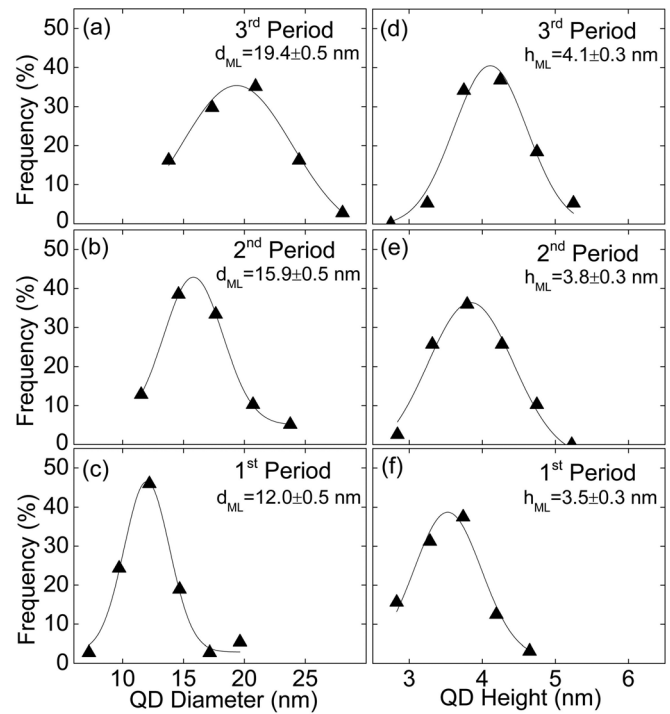 (a)
3rd Period
dML=19.4±0.5 nm
(d)
3rd Period
hML=4.1±0.3 nm
50
40
30
20
10
0
Frequency (%)
(b)
2nd Period
dML=15.9±0.5 nm
(e)
2nd Period
hML=3.8±0.3 nm
50
40
30
20
10
0
Frequency (%)
(c)
1st Period
dML=12.0±0.5 nm
(f)
1st Period
hML=3.5±0.3 nm
50
40
30
20
10
0
Frequency (%)
10 15 20 25
QD Diameter (nm)
3 4 5 6
QD Height (nm)